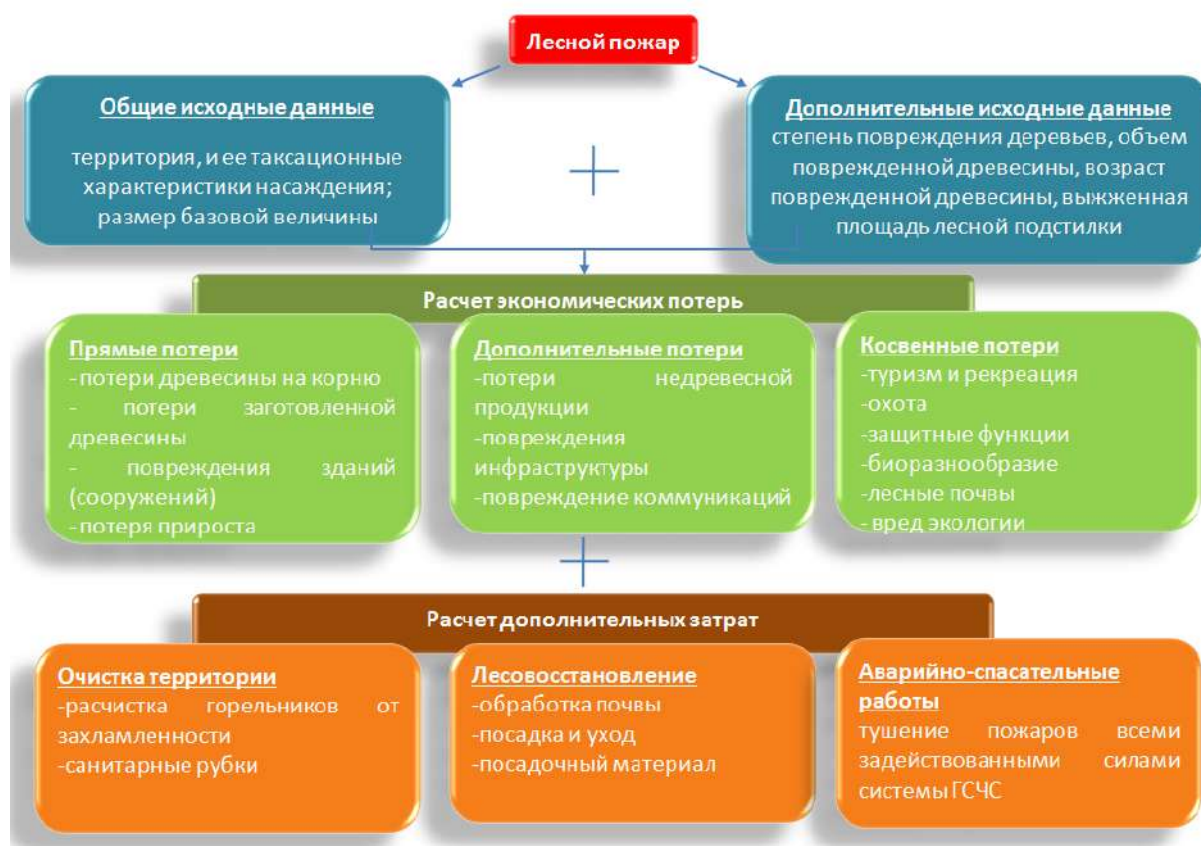 Лесной пожар
Общие исходные данные
территория, и ее таксационные
характеристики насаждения;
размер базовой величины
Дополнительные исходные данные
степень повреждения деревьев, объем
поврежденной древесины, возраст
поврежденной древесины, выжженная
площадь лесной подстилки
Расчет экономических потерь
Прямые потери
-потери древесины на корню
- потери заготовленной
древесины
- повреждения зданий
(сооружений)
-потеря прироста
Дополнительные потери
-потери недревесной
продукции
-повреждения
инфраструктуры
-повреждение коммуникаций
Косвенные потери
-туризм и рекреация
-охота
-защитные функции
-биоразнообразие
-лесные почвы
- вред экологии
Расчет дополнительных затрат
Очистка территории
-расчистка горельников от
захламленности
-санитарные рубки
Лесовосстановление
-обработка почвы
-посадка и уход
-посадочный материал
Аварийно-спасательные
работы
тушение пожаров всеми
задействованными силами
системы ГСЧС